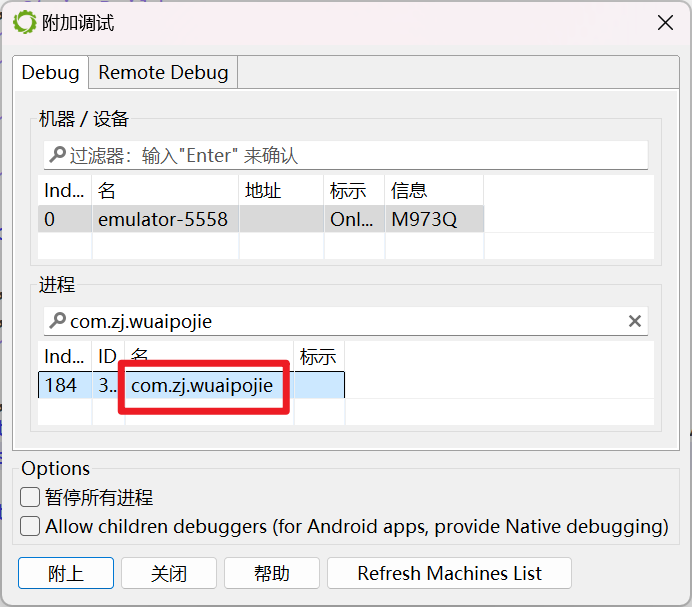 附加调试
Debug Remote Debug
机器 / 设备
过滤器：输入"Enter" 来确认
Ind... 名 地址 标示 信息
0 emulator-5558 Onl... M973Q
进程
com.zj.wuaipojie
Ind... ID 名 标示
184 3.. com.zj.wuaipojie
Options
暂停所有进程
Allow children debuggers (for Android apps, provide Native debugging)
附上 关闭 帮助 Refresh Machines List